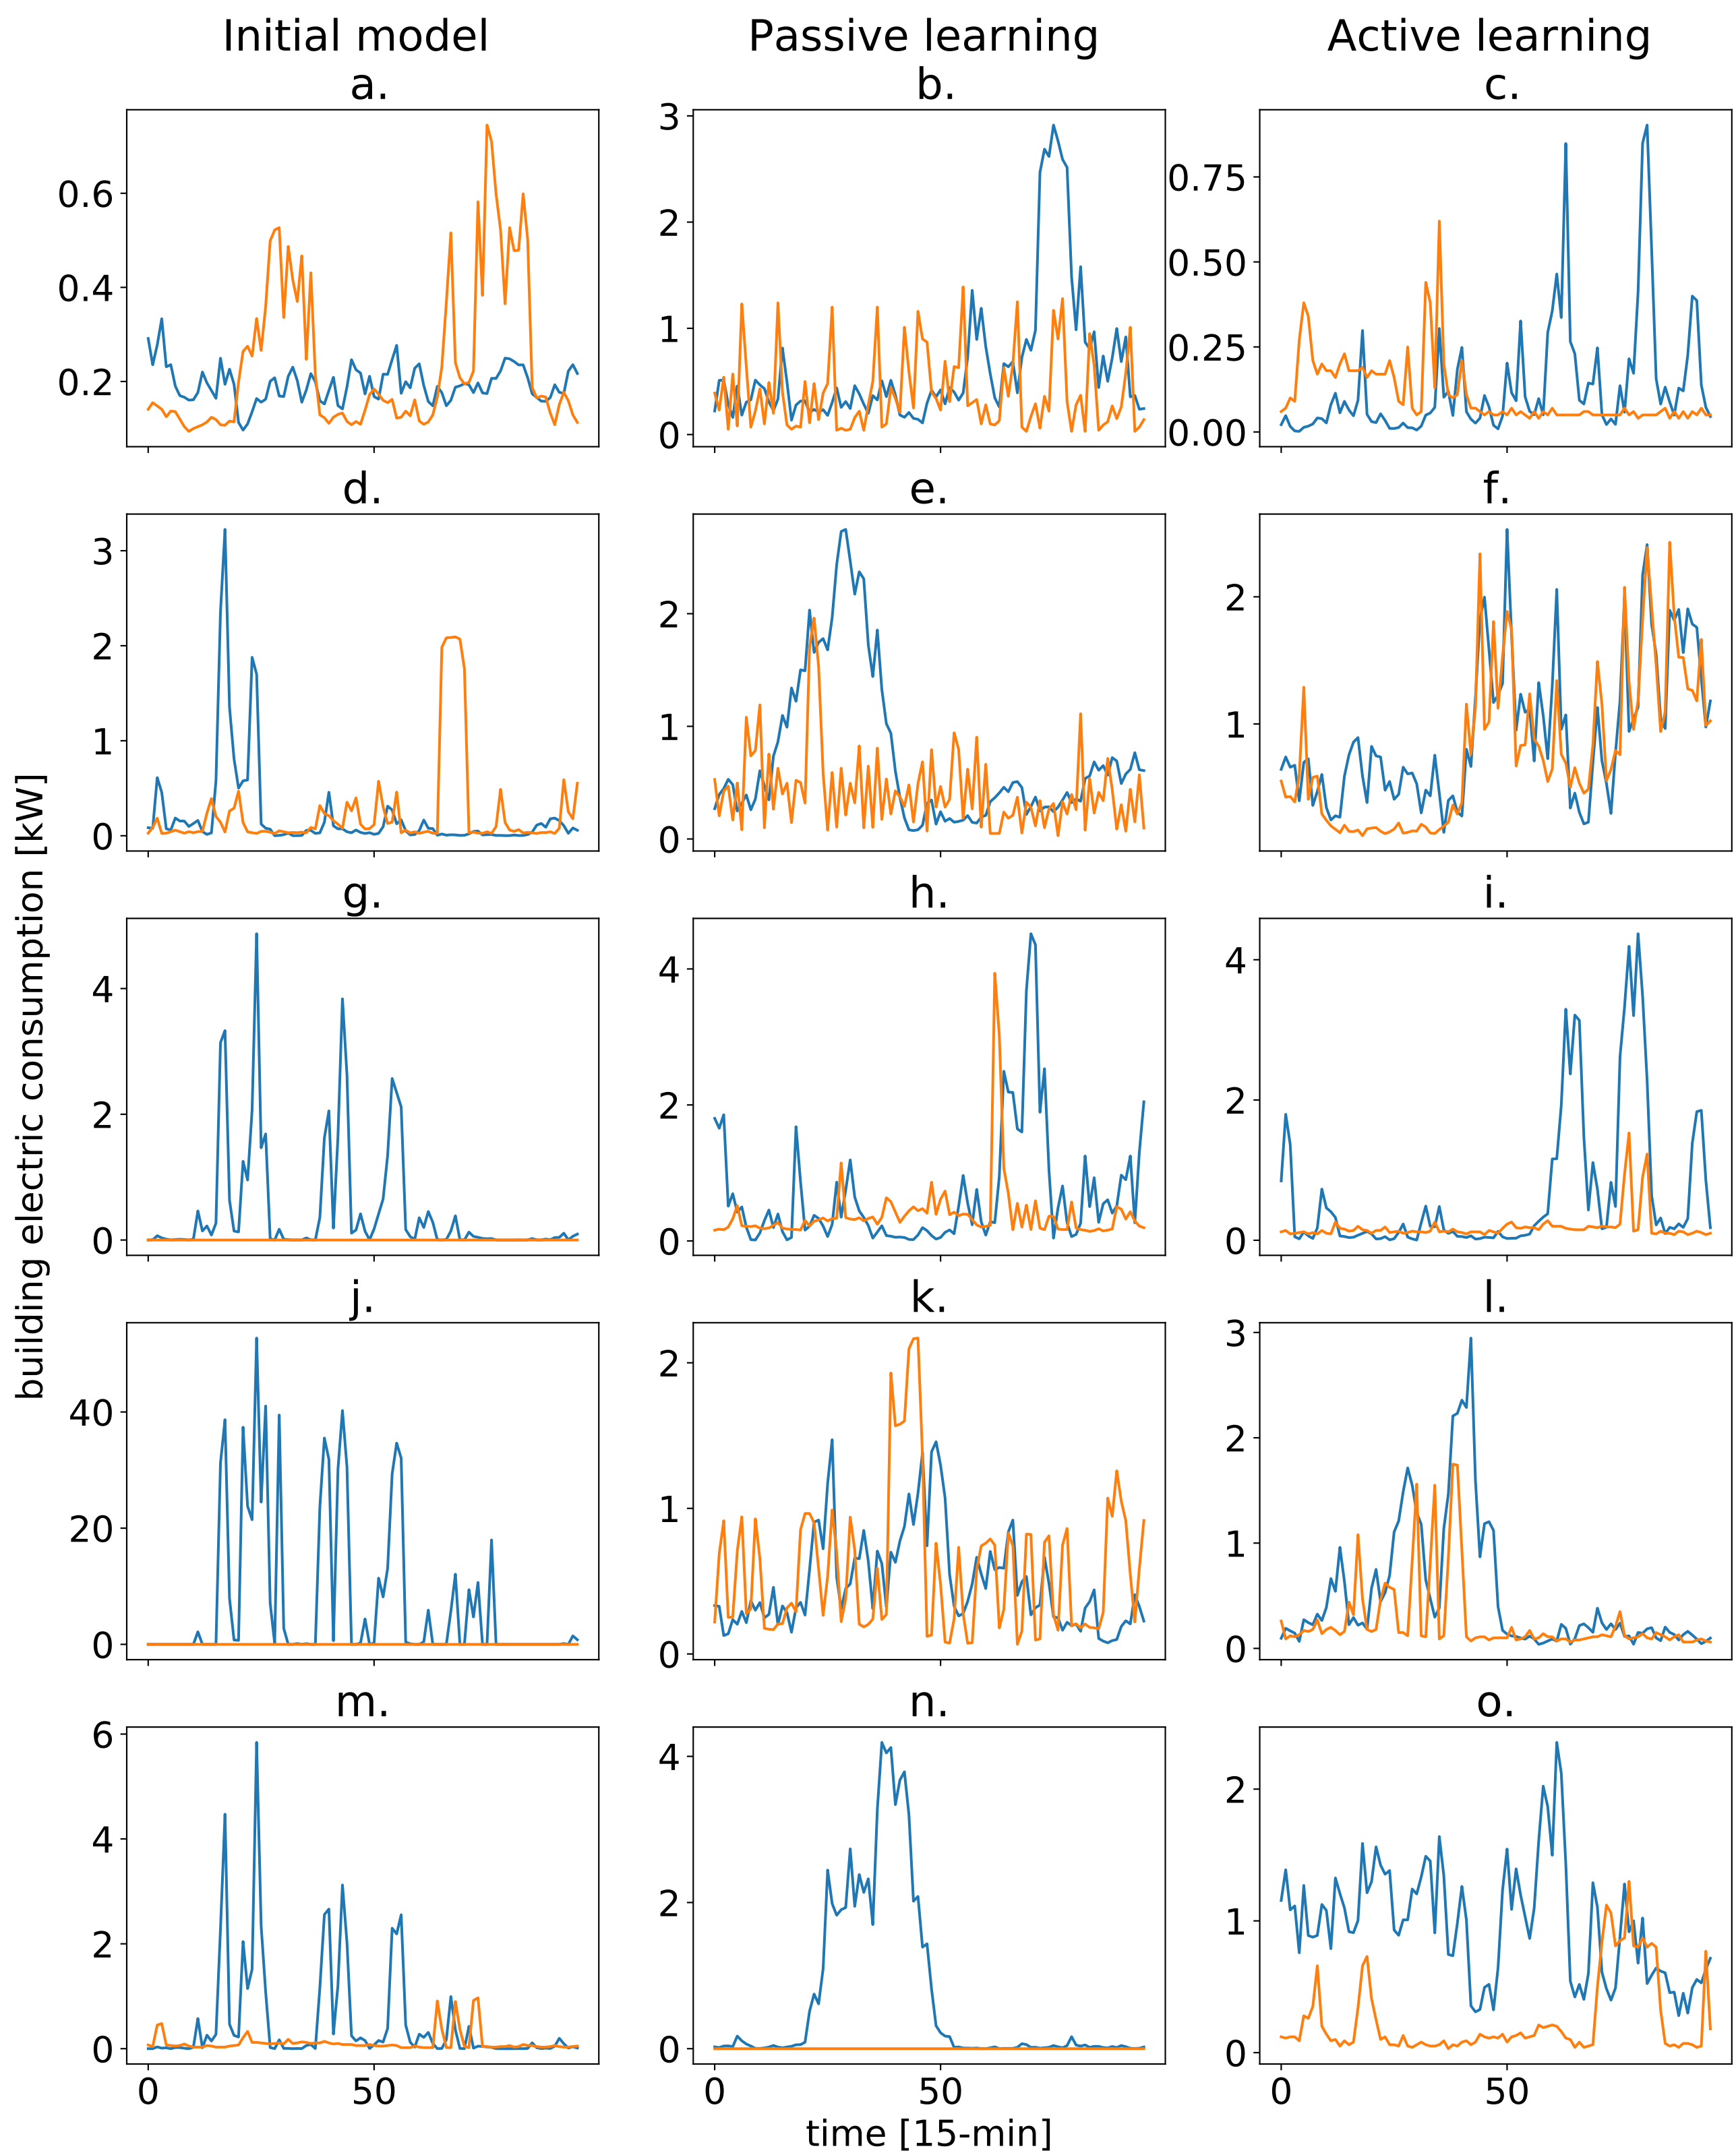 Initial model
Passive learning
Active learning
a.
b.
c.
0.6
0.4
0.2
3
2
1
0
0.75
0.50
0.25
0.00
d.
e.
f.
3
2
1
0
2
1
0
2
1
g.
h.
i.
4
2
0
4
2
0
4
2
0
building electric consumption [kW]
j.
k.
l.
40
20
0
2
1
0
3
2
1
0
m.
n.
o.
6
4
2
0
4
2
0
2
1
0
0 50
0 50
0 50
time [15-min]